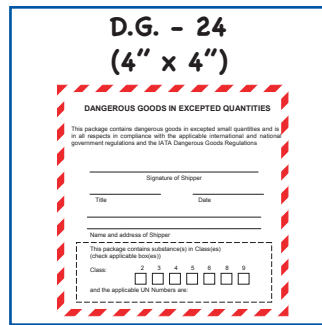 D.G. - 24
(4" x 4")
DANGEROUS GOODS IN EXCEPTED QUANTITIES
This package contains dangerous goods in excepted small quantities and is
in all respects in compliance with the applicable international and national
government regulations and the IATA Dangerous Goods Regulations
Signature of Shipper
Title Date
Name and address of Shipper
This package contains substance(s) in Class(es)
(check applicable box(es))
Class: 2 3 4 5 6 8 9
and the applicable UN Numbers are: